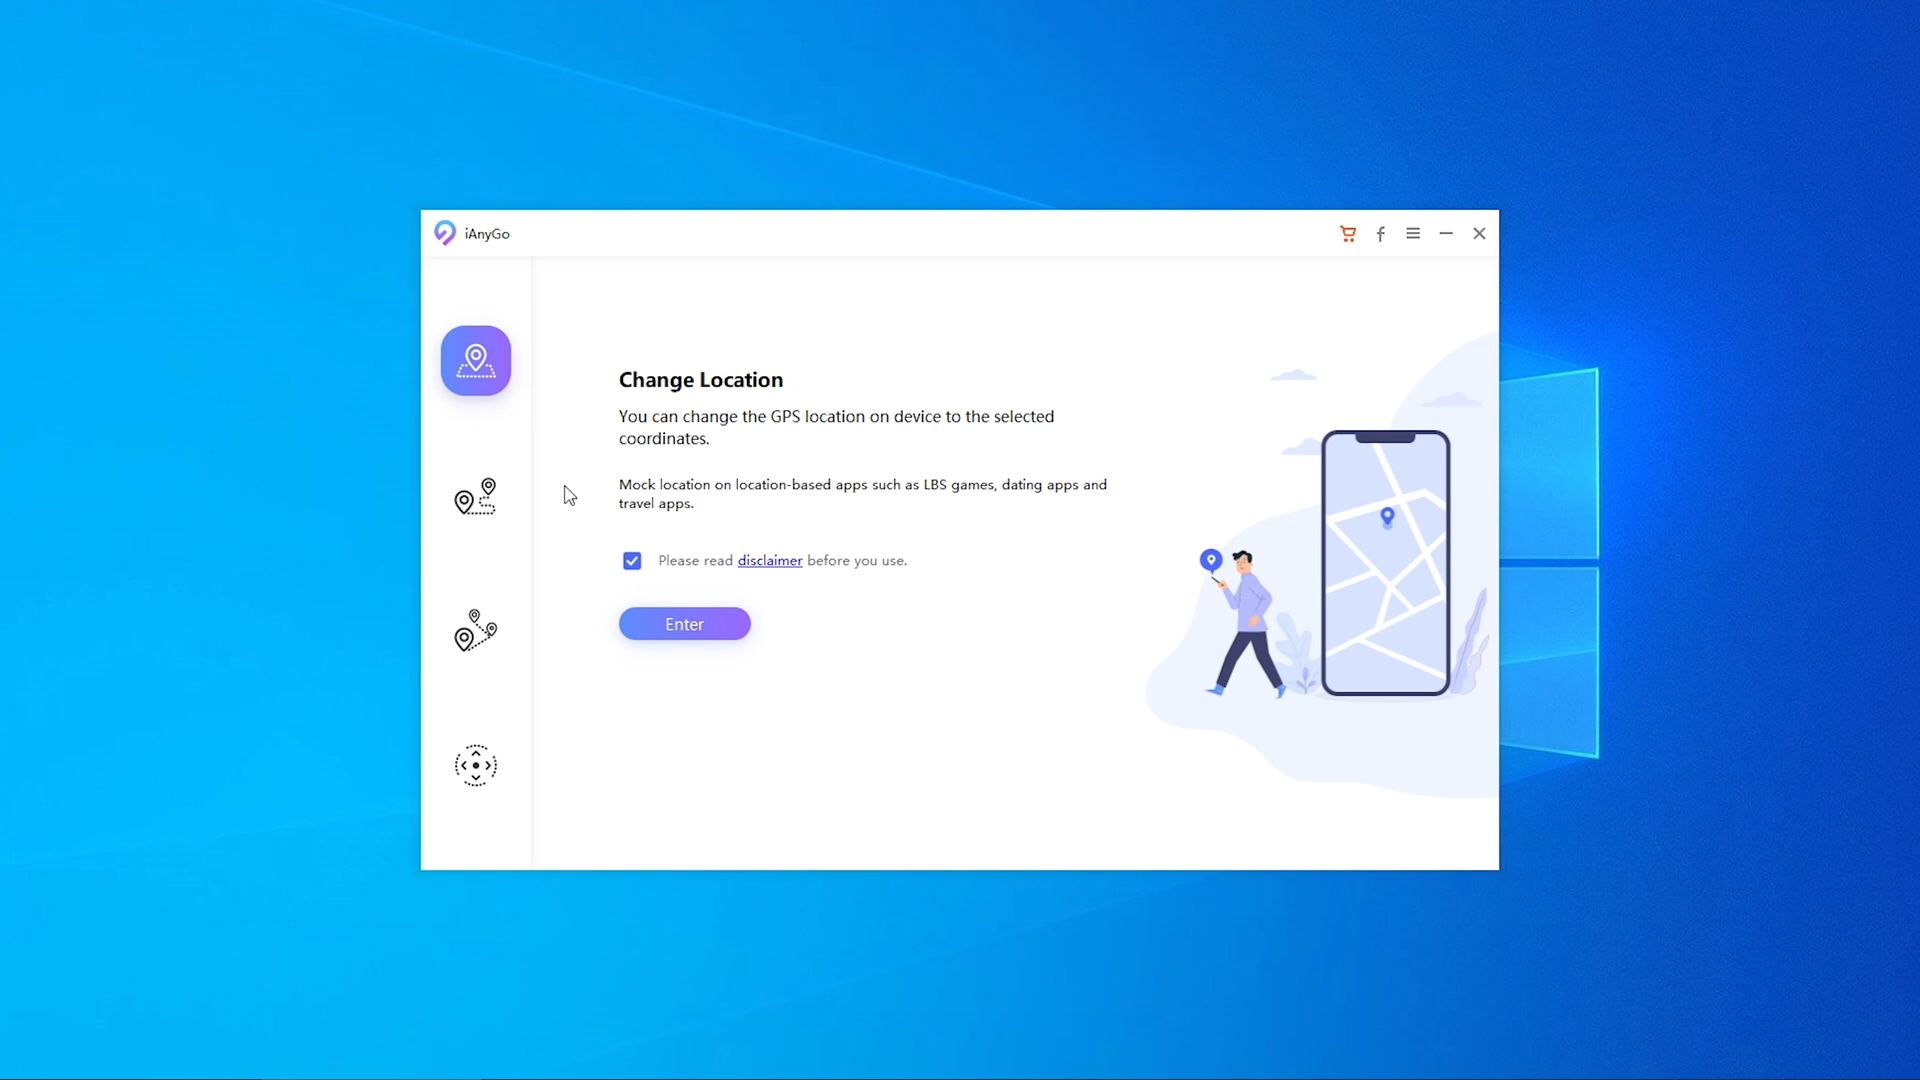 iAnyGo
Change Location
You can change the GPS location on device to the selected
coordinates.
Mock location on location-based apps such as LBS games, dating apps and
travel apps.
Please read disclaimer before you use.
Enter